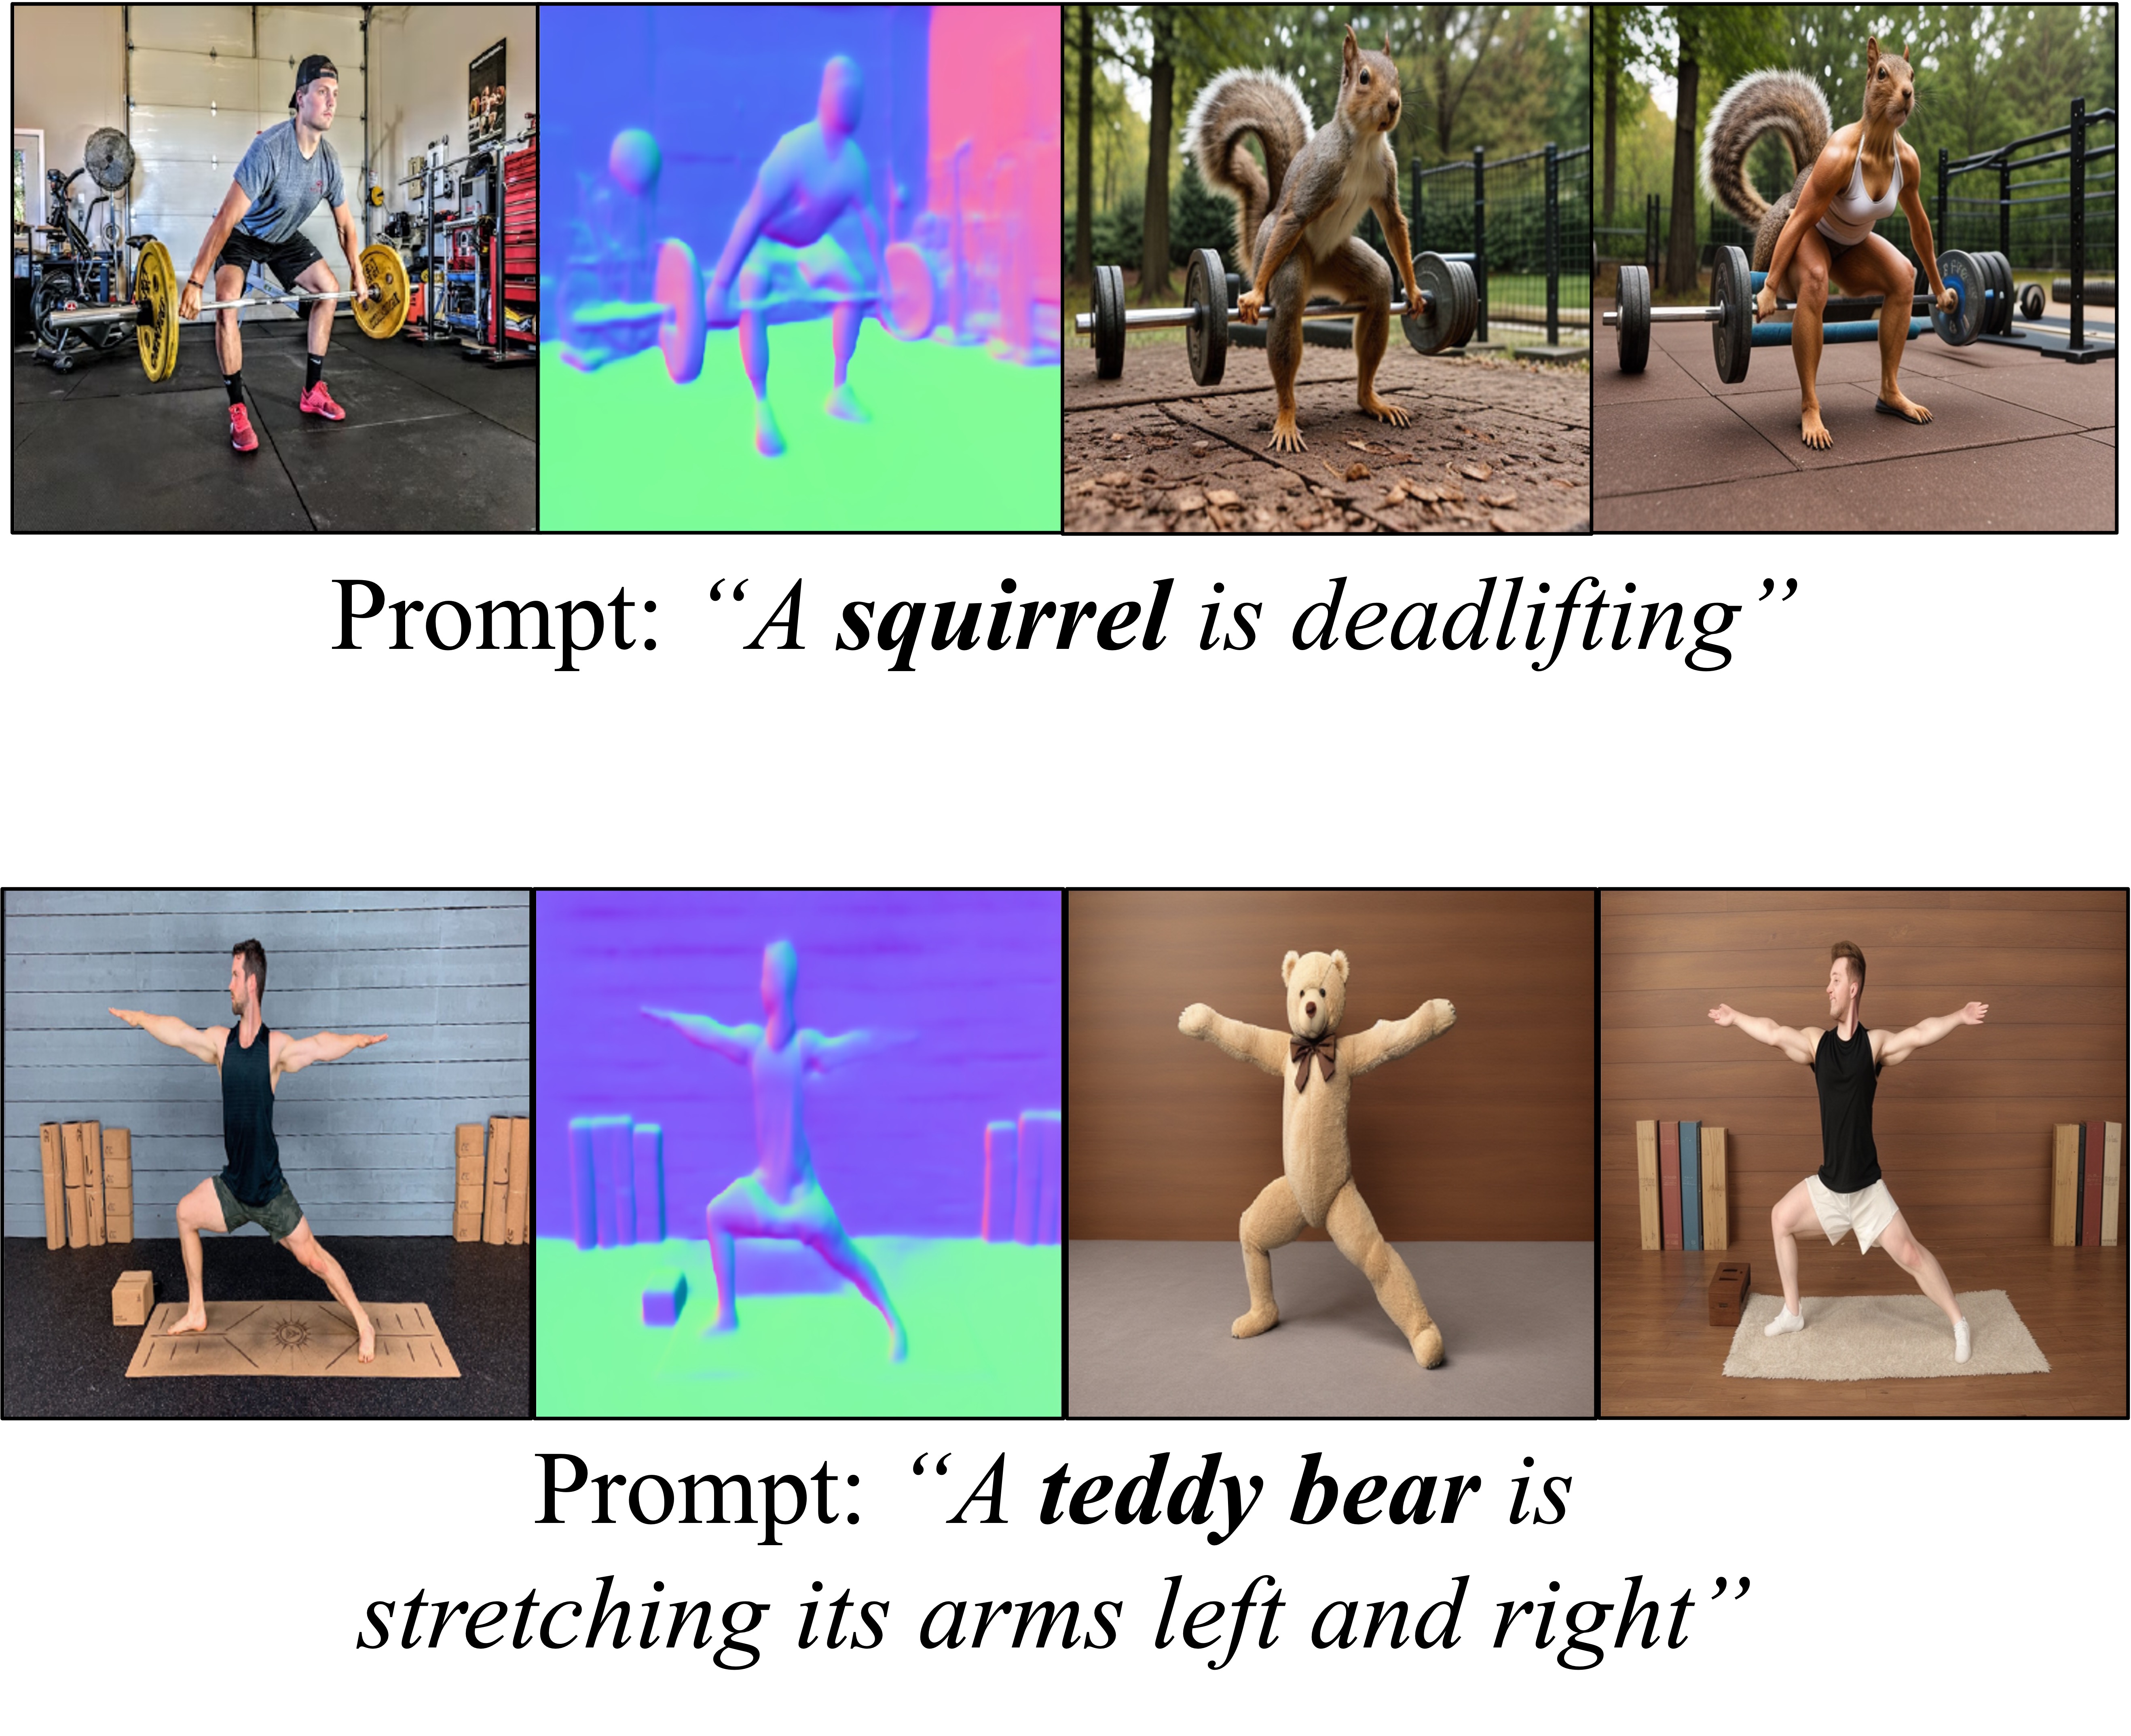 Prompt: “A squirrel is deadlifting”
Prompt: “A teddy bear is
stretching its arms left and right”